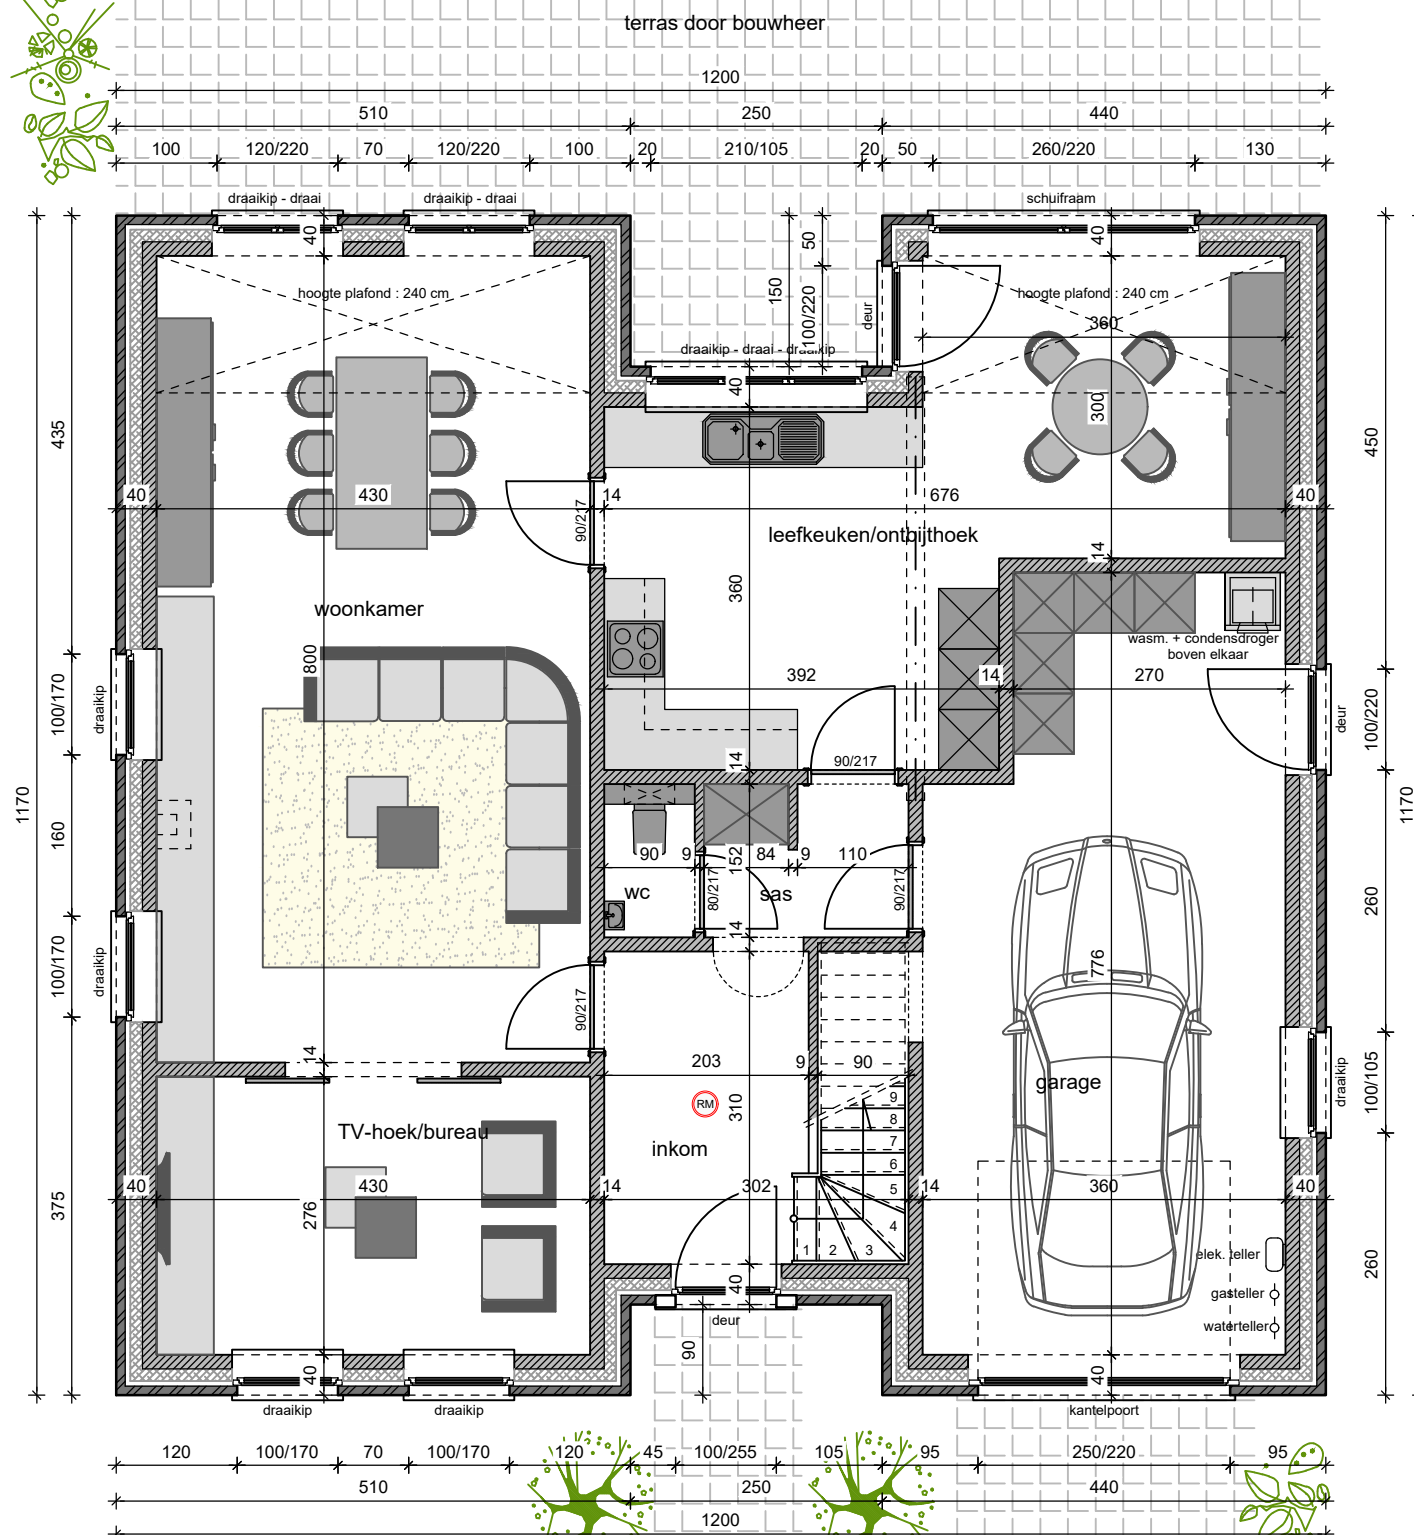 terras door bouwheer
1200
510 250 440
100 120/220 70 120/220 100 20 210/105 20 50 260/220 130
draaikip - draai draaikip - draai schuifraam
40 40
50
150
100/220
deur
hoogte plafond : 240 cm hoogte plafond : 240 cm
360
draaikip - draai - draaikip
40
300
435 450
40 430 90/217 14 676 40
leefkeuken/ontbijthoek
14
360
woonkamer
wasm. + condensdroger
boven elkaar
800
392 14 270
100/170 draaikip deur 100/220
14 90/217
1170 1170
160
90 9 152 84 9 110
wc 80/217 sas 90/217
260
14
100/170 draaikip
776
90/217
14
203 9 90
garage
draaikip 100/105
RM 310
9
8
7
6
5
4
3
2
1
TV-hoek/bureau
inkom
375
40 430 14 302 14 360 40
276
elek. teller
260
gasteller
waterteller
40
deur
90
40 40
draaikip draaikip kantelpoort
120 100/170 70 100/170 120 45 100/255 105 95 250/220 95
510 250 440
1200